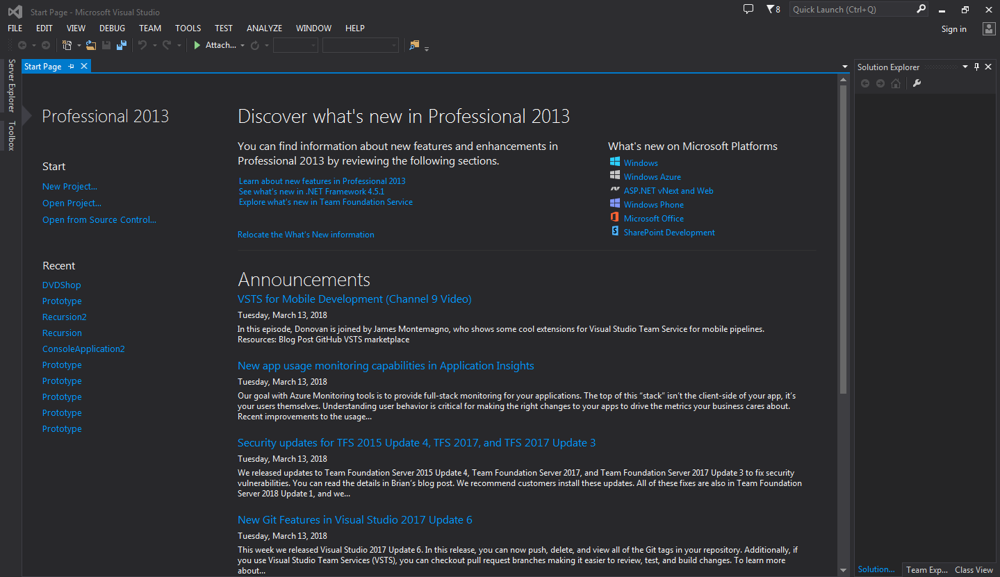 Start Page - Microsoft Visual Studio
8
Quick Launch (Ctrl+Q)
FILE EDIT VIEW DEBUG TEAM TOOLS TEST ANALYZE WINDOW HELP
Sign in
Attach...
Server Explorer
Toolbox
Start Page
Professional 2013
Start
New Project...
Open Project...
Open from Source Control...
Recent
DVDShop
Prototype
Recursion2
Recursion
ConsoleApplication2
Prototype
Prototype
Prototype
Prototype
Prototype
Discover what's new in Professional 2013
You can find information about new features and enhancements in
Professional 2013 by reviewing the following sections.
Learn about new features in Professional 2013
See what's new in .NET Framework 4.5.1
Explore what's new in Team Foundation Service
Relocate the What's New information
What's new on Microsoft Platforms
Windows
Windows Azure
ASP.NET vNext and Web
Windows Phone
Microsoft Office
SharePoint Development
Announcements
VSTS for Mobile Development (Channel 9 Video)
Tuesday, March 13, 2018
In this episode, Donovan is joined by James Montemagno, who shows some cool extensions for Visual Studio Team Service for mobile pipelines.
Resources: Blog Post GitHub VSTS marketplace
New app usage monitoring capabilities in Application Insights
Tuesday, March 13, 2018
Our goal with Azure Monitoring tools is to provide full-stack monitoring for your applications. The top of this “stack” isn’t the client-side of your app, it’s
your users themselves. Understanding user behavior is critical for making the right changes to your apps to drive the metrics your business cares about.
Recent improvements to the usage...
Security updates for TFS 2015 Update 4, TFS 2017, and TFS 2017 Update 3
Tuesday, March 13, 2018
We released updates to Team Foundation Server 2015 Update 4, Team Foundation Server 2017, and Team Foundation Server 2017 Update 3 to fix security
vulnerabilities. You can read the details in Brian’s blog post. We recommend customers install these updates. All of these fixes are also in Team Foundation
Server 2018 Update 1, and we...
New Git Features in Visual Studio 2017 Update 6
Tuesday, March 13, 2018
This week we released Visual Studio 2017 Update 6. In this release, you can now push, delete, and view all of the Git tags in your repository. Additionally, if
you use Visual Studio Team Services (VSTS), you can checkout pull request branches making it easier to review, test, and build changes. To learn more
about...
Solution Explorer
Solution... Team Exp... Class View